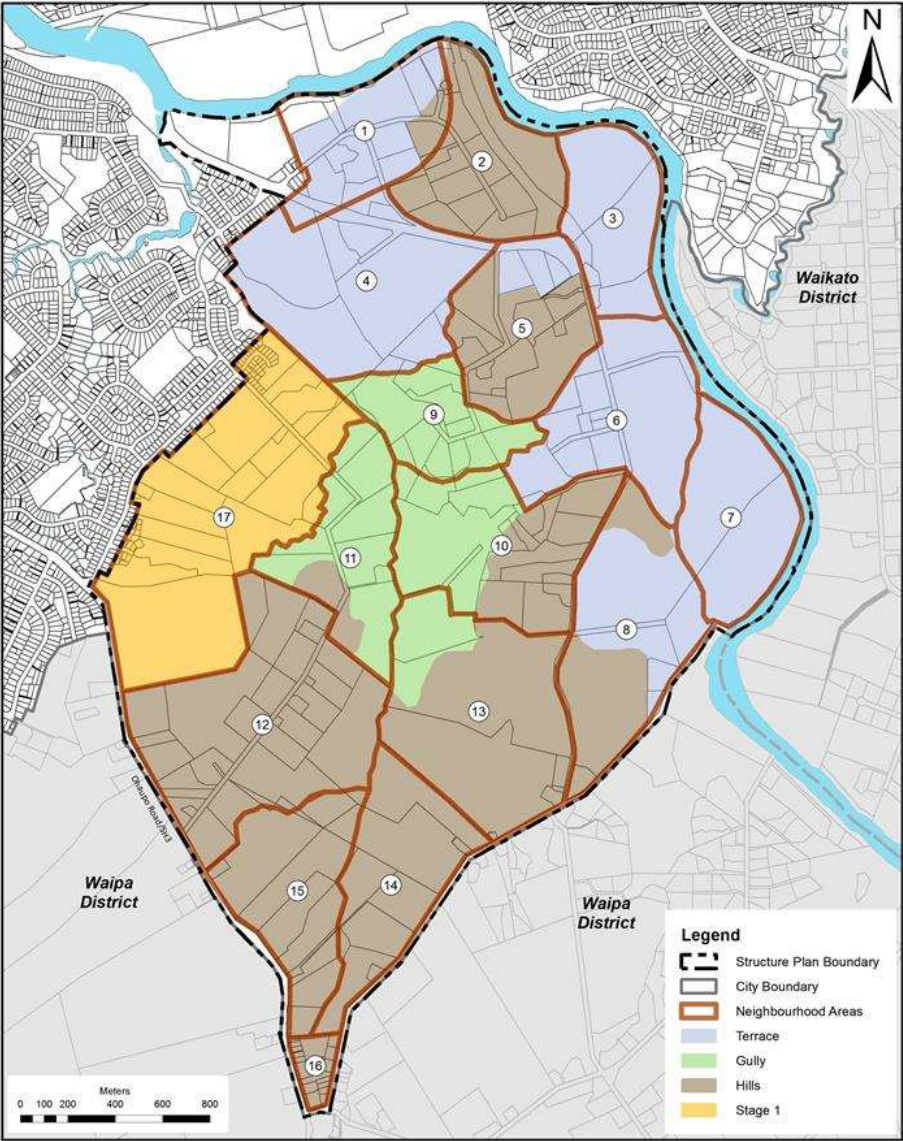 N
1
2
3
Waikato
District
4
5
9
6
17
7
10
11
8
12
13
Ohaupo Road/SH3
Waipa
District
15
14
Waipa
District
16
Legend
Structure Plan Boundary
City Boundary
Neighbourhood Areas
Terrace
Gully
Hills
Stage 1
Meters
0 100 200 400 600 800